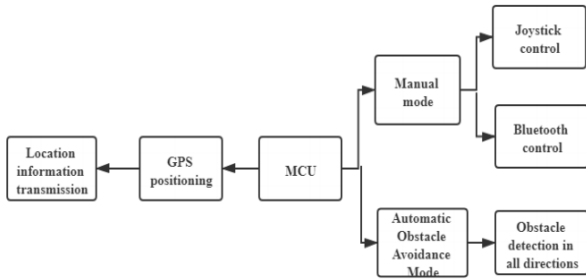 Joystick
control
Manual
mode
Bluetooth
control
Location
information
transmission
GPS
positioning
MCU
Automatic
Obstacle
Avoidance
Mode
Obstacle
detection in
all directions